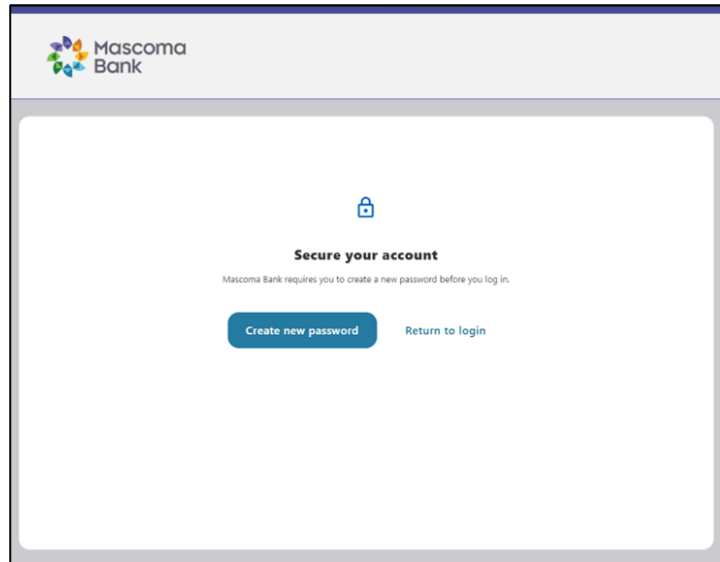 Mascoma
Bank
Secure your account
Mascoma Bank requires you to create a new password before you log in.
Create new password Return to login